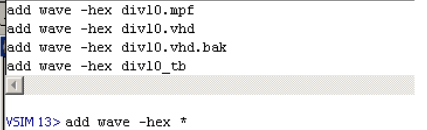 add wave -hex div10.mpf
add wave -hex div10.vhd
add wave -hex div10.vhd.bak
add wave -hex div10_tb
VSIM 13> add wave -hex *